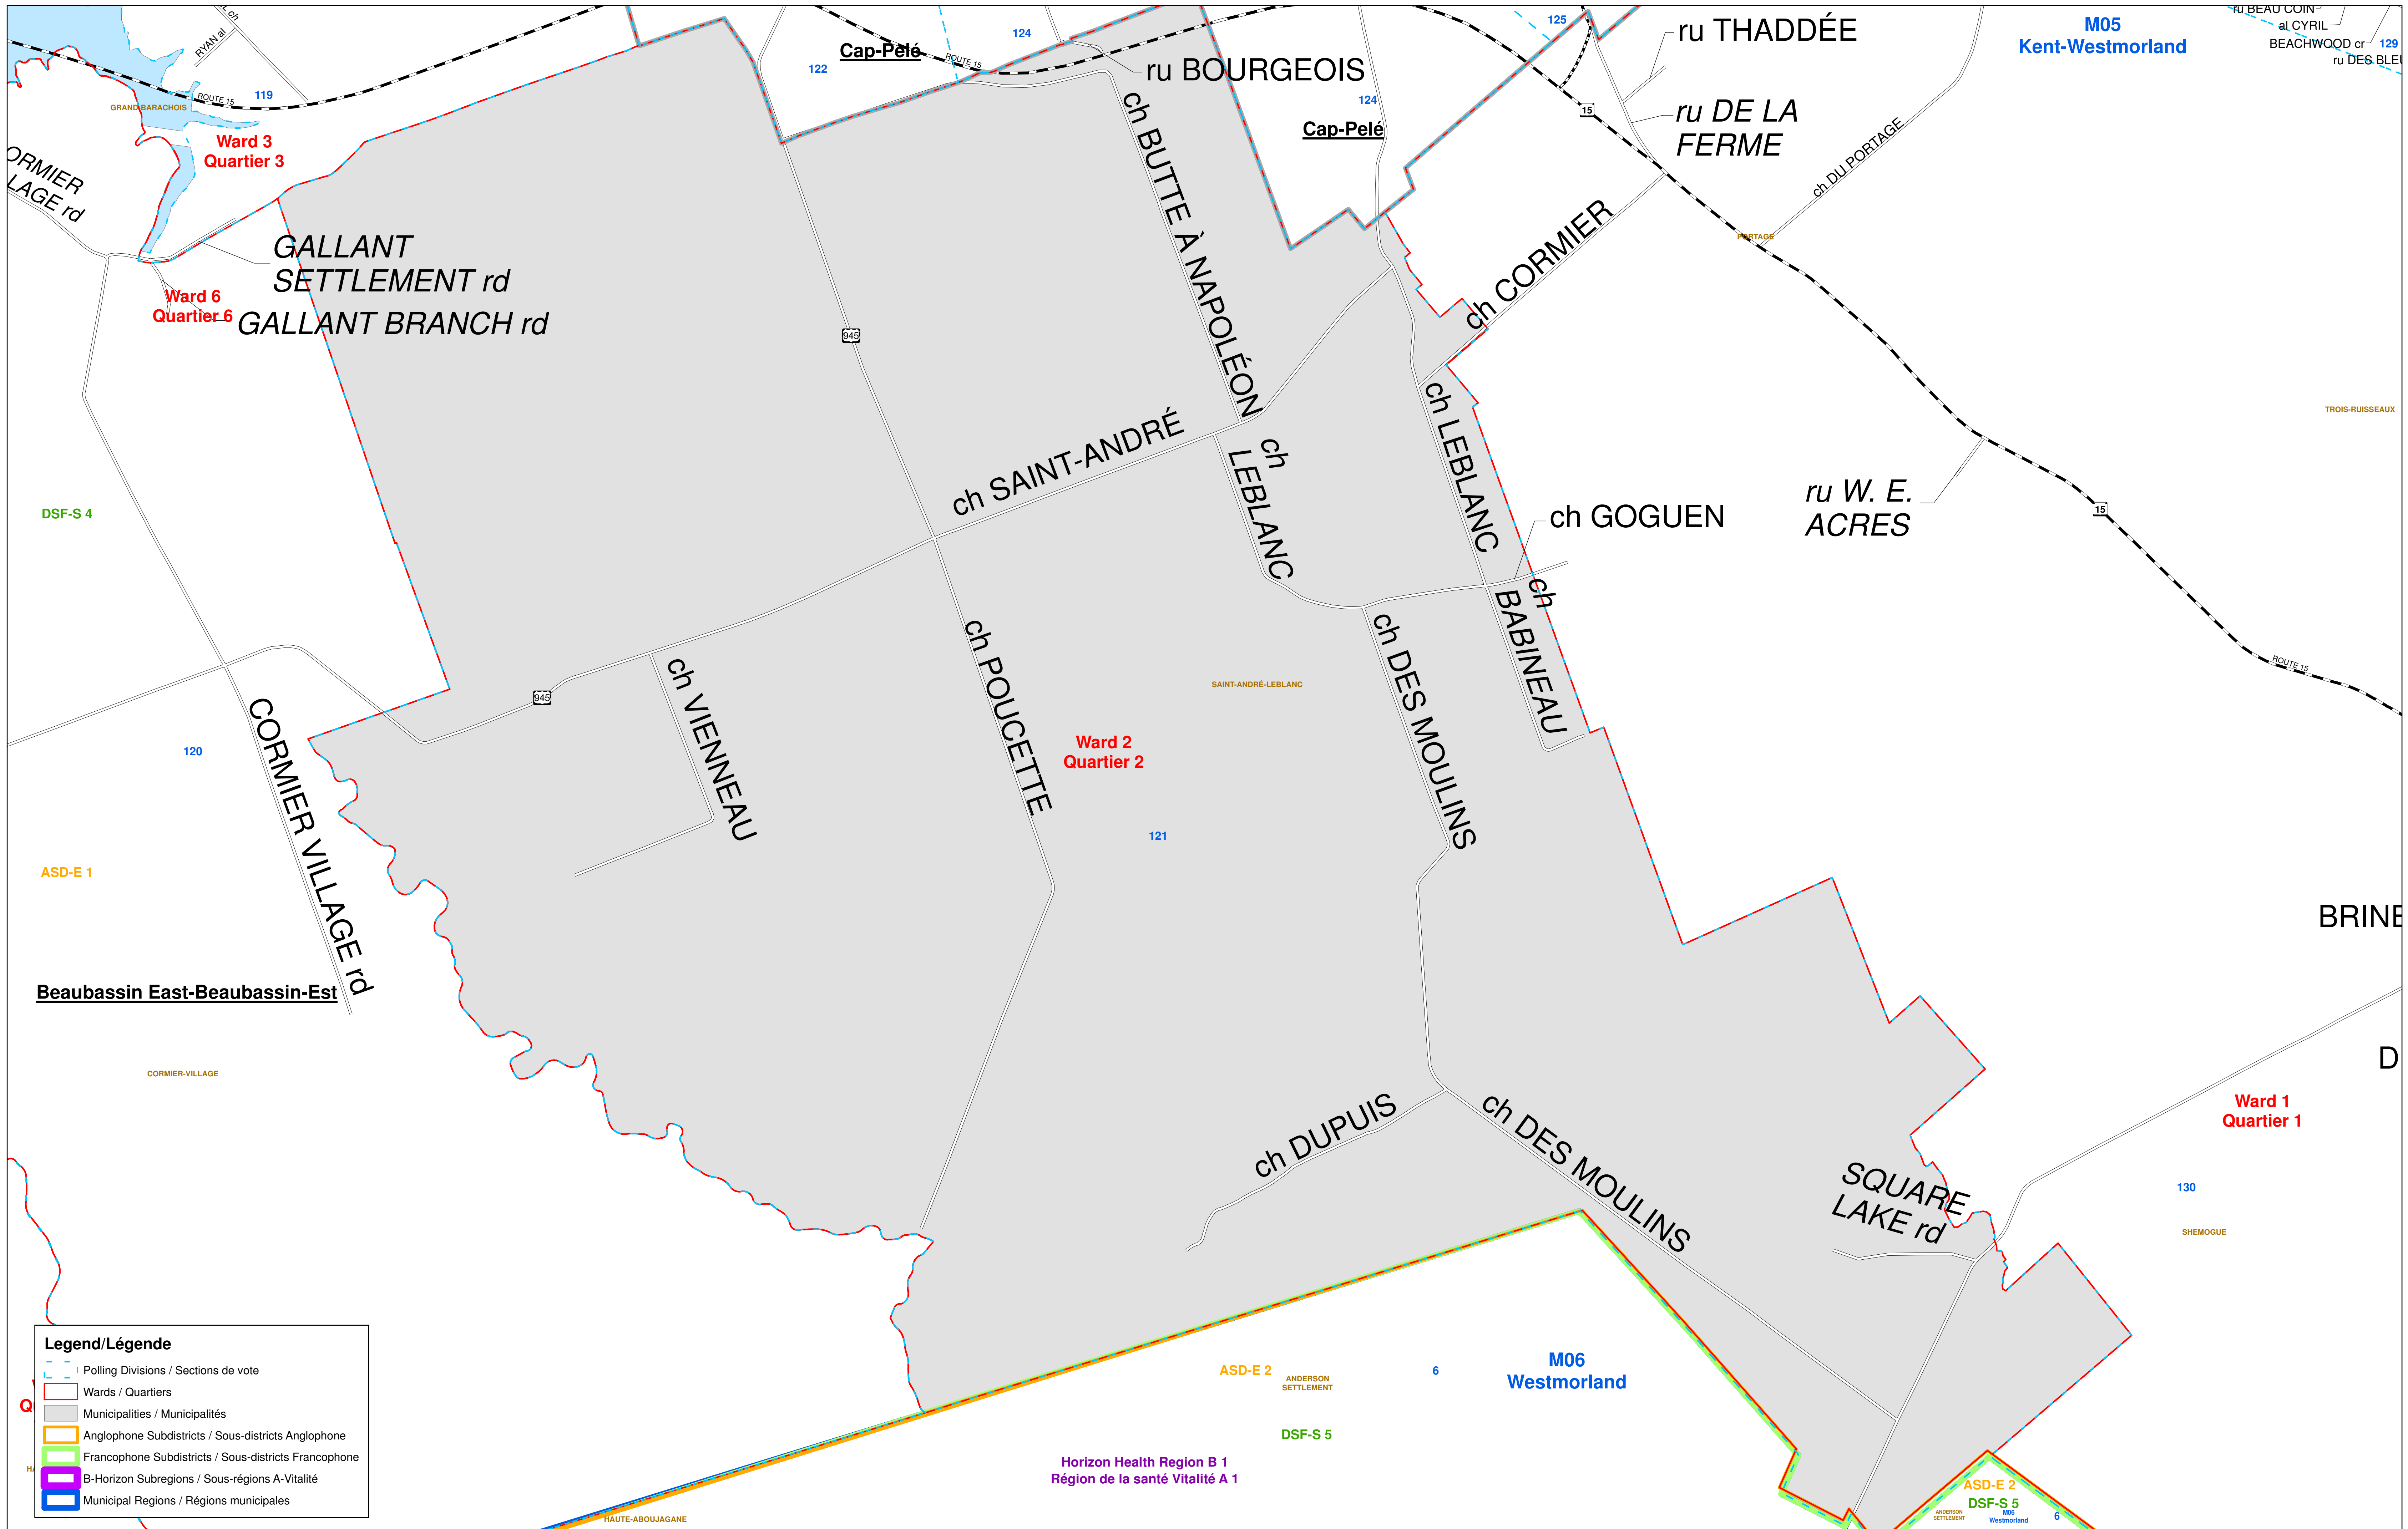 ru BEAU COIN
al CYRIL
BEACHWOOD cr
129
M05
Kent-Westmorland
125
ru THADDÉE
124
Cap-Pelé
ROUTE 15
122
ru BOURGEOIS
RYAN al
ROUTE 15
119
GRAND-BARACHOIS
Ward 3
Quartier 3
124
Cap-Pelé
15
ru DE LA
FERME
ch DU PORTAGE
PORTAGE
ch BUTTE À NAPOLÉON
ch CORMIER
GALLANT
SETTLEMENT rd
Ward 6
Quartier 6
GALLANT BRANCH rd
945
TROIS-RUISSEAUX
ch SAINT-ANDRÉ
ch
LEBLANC
ch LEBLANC
ch GOGUEN
ru W. E.
ACRES
15
DSF-S 4
ch
BABINEAU
ROUTE 15
ch POUCETTE
ch DES MOULINS
SAINT-ANDRÉ-LEBLANC
945
ch VIENNEAU
120
CORMIER VILLAGE rd
Ward 2
Quartier 2
121
ASD-E 1
Beaubassin East-Beaubassin-Est
CORMIER-VILLAGE
ch DUPUIS
ch DES MOULINS
Ward 1
Quartier 1
130
SHEMOGUE
SQUARE
LAKE rd
ASD-E 2
ANDERSON
SETTLEMENT
6
M06
Westmorland
DSF-S 5
Horizon Health Region B 1
Région de la santé Vitalité A 1
HAUTE-ABOUJAGANE
ASD-E 2
DSF-S 5
ANDERSON
SETTLEMENT
M06
Westmorland
6
Legend/Légende
Polling Divisions / Sections de vote
Wards / Quartiers
Municipalities / Municipalités
Anglophone Subdistricts / Sous-districts Anglophone
Francophone Subdistricts / Sous-districts Francophone
B-Horizon Subregions / Sous-régions A-Vitalité
Municipal Regions / Régions municipales